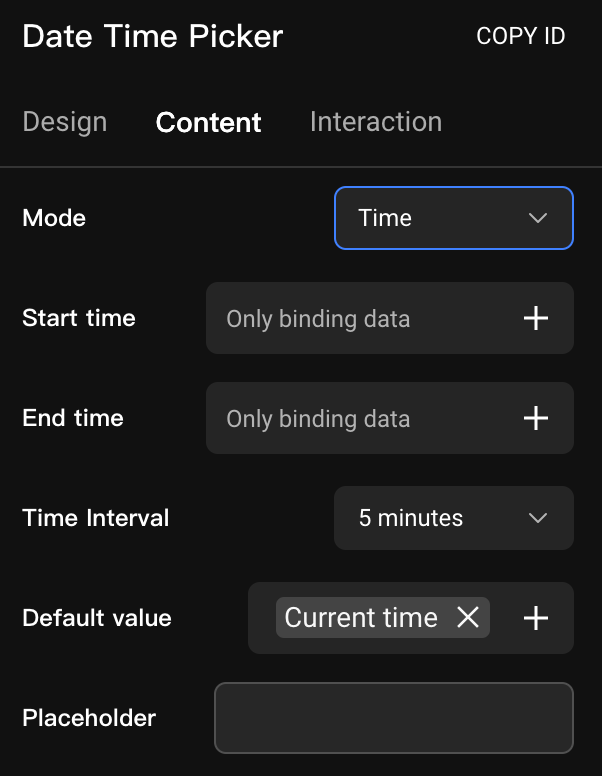 Date Time Picker COPY ID
Design Content Interaction
Mode Time
Start time Only binding data
End time Only binding data
Time Interval 5 minutes
Default value Current time
Placeholder